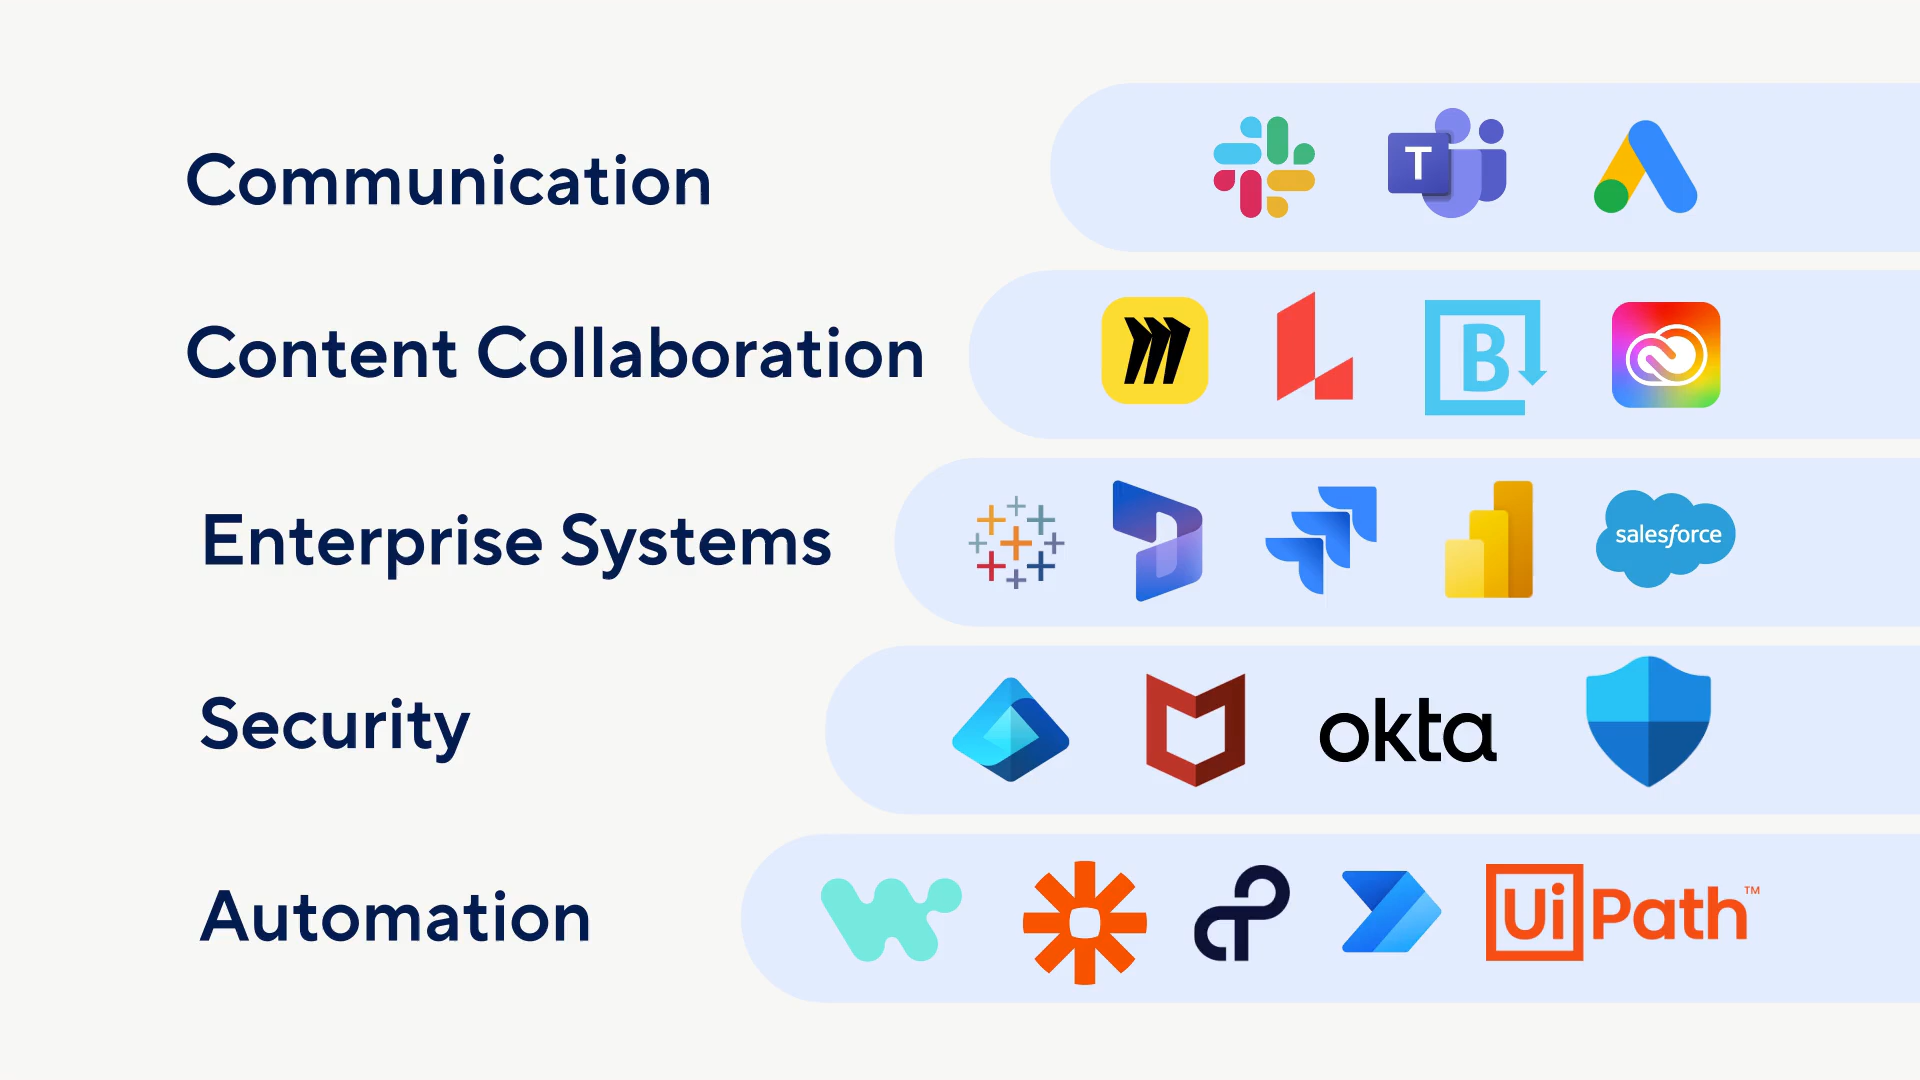 Communication
T
Content Collaboration
B
Enterprise Systems
salesforce
Security
okta
Automation
UiPath™